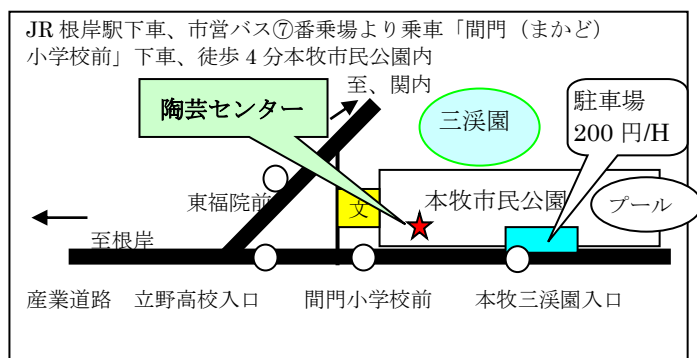 JR 根岸駅下車、市営バス⑦番乗場より乗車「間門（まかど）
小学校前」下車、徒歩 4 分本牧市民公園内
至、関内
陶芸センター
三渓園
駐車場
200 円/H
東福院前
文
本牧市民公園
プール
至根岸
産業道路
立野高校入口
間門小学校前
本牧三渓園入口